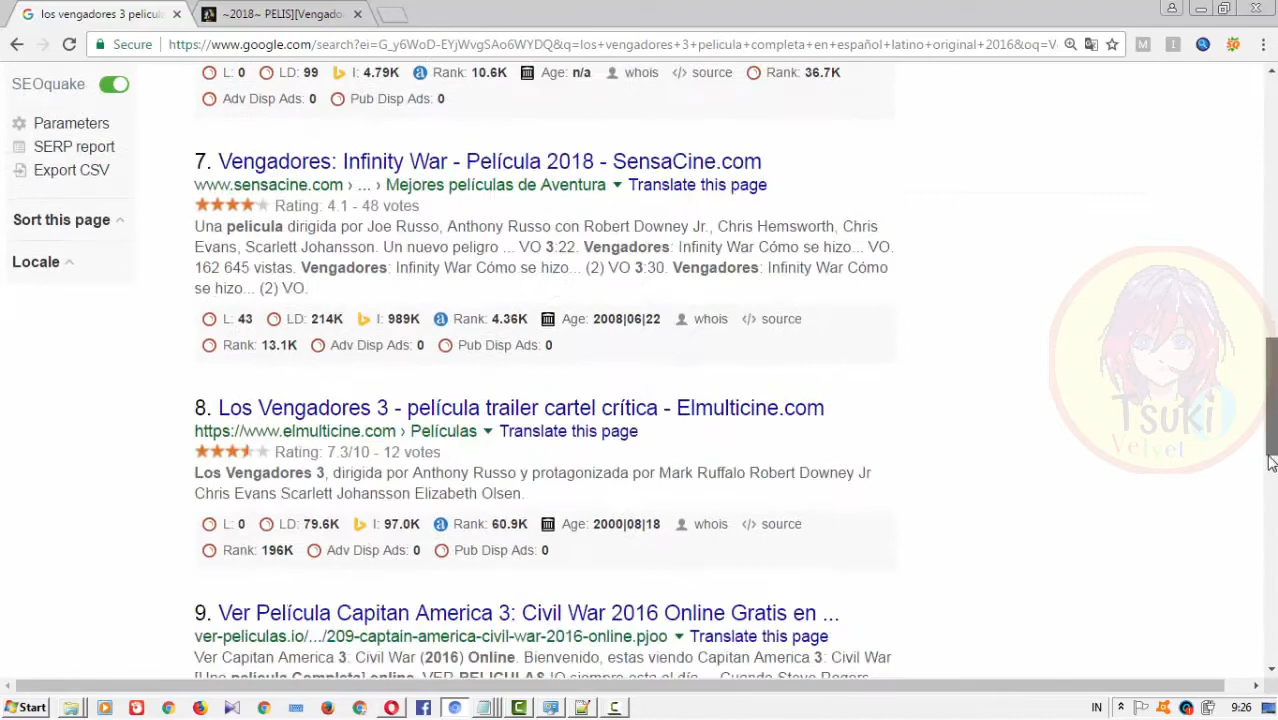 los vengadores 3 pelicul
~2018~ PELIS][Vengado
Secure
https://www.google.com/search?ei=G_y6WoD-EYjWvgSAo6WYDQ&q=los+vengadores+3+pelicula+completa+en+español+latino+original+2016&oq=V
SEOquake
Parameters
SERP report
Export CSV
Sort this page
Locale
L: 0 LD: 99 I: 4.79K Rank: 10.6K Age: n/a whois </> source Rank: 36.7K
Adv Disp Ads: 0 Pub Disp Ads: 0
7. Vengadores: Infinity War - Película 2018 - SensaCine.com
www.sensacine.com › ... › Mejores películas de Aventura ▼ Translate this page
Rating: 4.1 - 48 votes
Una pelicula dirigida por Joe Russo, Anthony Russo con Robert Downey Jr., Chris Hemsworth, Chris
Evans, Scarlett Johansson. Un nuevo peligro ... VO 3:22. Vengadores: Infinity War Cómo se hizo... VO.
162 645 vistas. Vengadores: Infinity War Cómo se hizo... (2) VO 3:30. Vengadores: Infinity War Cómo
se hizo... (2) VO.
L: 43 LD: 214K I: 989K Rank: 4.36K Age: 2008|06|22 whois </> source
Rank: 13.1K Adv Disp Ads: 0 Pub Disp Ads: 0
8. Los Vengadores 3 - película trailer cartel crítica - Elmulticine.com
https://www.elmulticine.com › Películas ▼ Translate this page
Rating: 7.3/10 - 12 votes
Los Vengadores 3, dirigida por Anthony Russo y protagonizada por Mark Ruffalo Robert Downey Jr
Chris Evans Scarlett Johansson Elizabeth Olsen.
L: 0 LD: 79.6K I: 97.0K Rank: 60.9K Age: 2000|08|18 whois </> source
Rank: 196K Adv Disp Ads: 0 Pub Disp Ads: 0
9. Ver Película Capitan America 3: Civil War 2016 Online Gratis en ...
ver-peliculas.io/.../209-captain-america-civil-war-2016-online.pjoo ▼ Translate this page
Ver Capitan America 3: Civil War (2016) Online. Bienvenido, estas viendo Capitan America 3: Civil War
Tsuki
Velvet
Start
IN
9:26